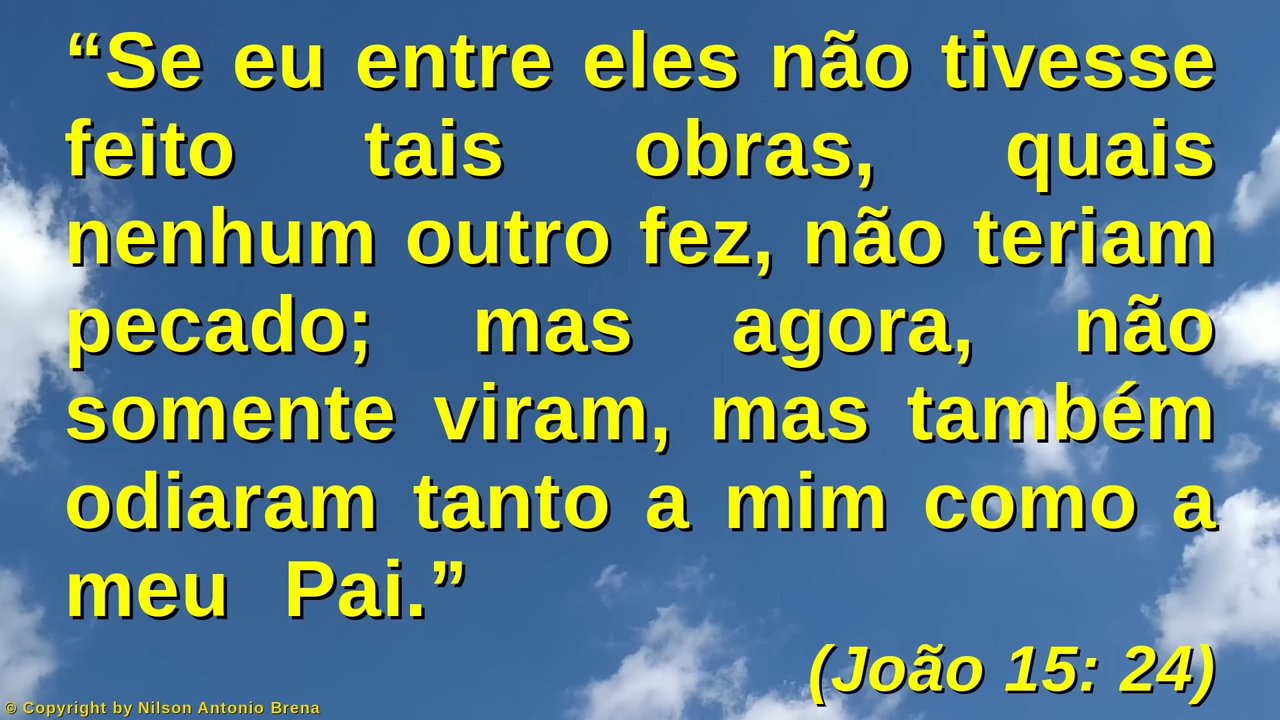 “Se eu entre eles não tivesse
feito tais obras, quais
nenhum outro fez, não teriam
pecado; mas agora, não
somente viram, mas também
odiaram tanto a mim como a
meu Pai.”
(João 15: 24)
© Copyright by Nilson Antonio Brena